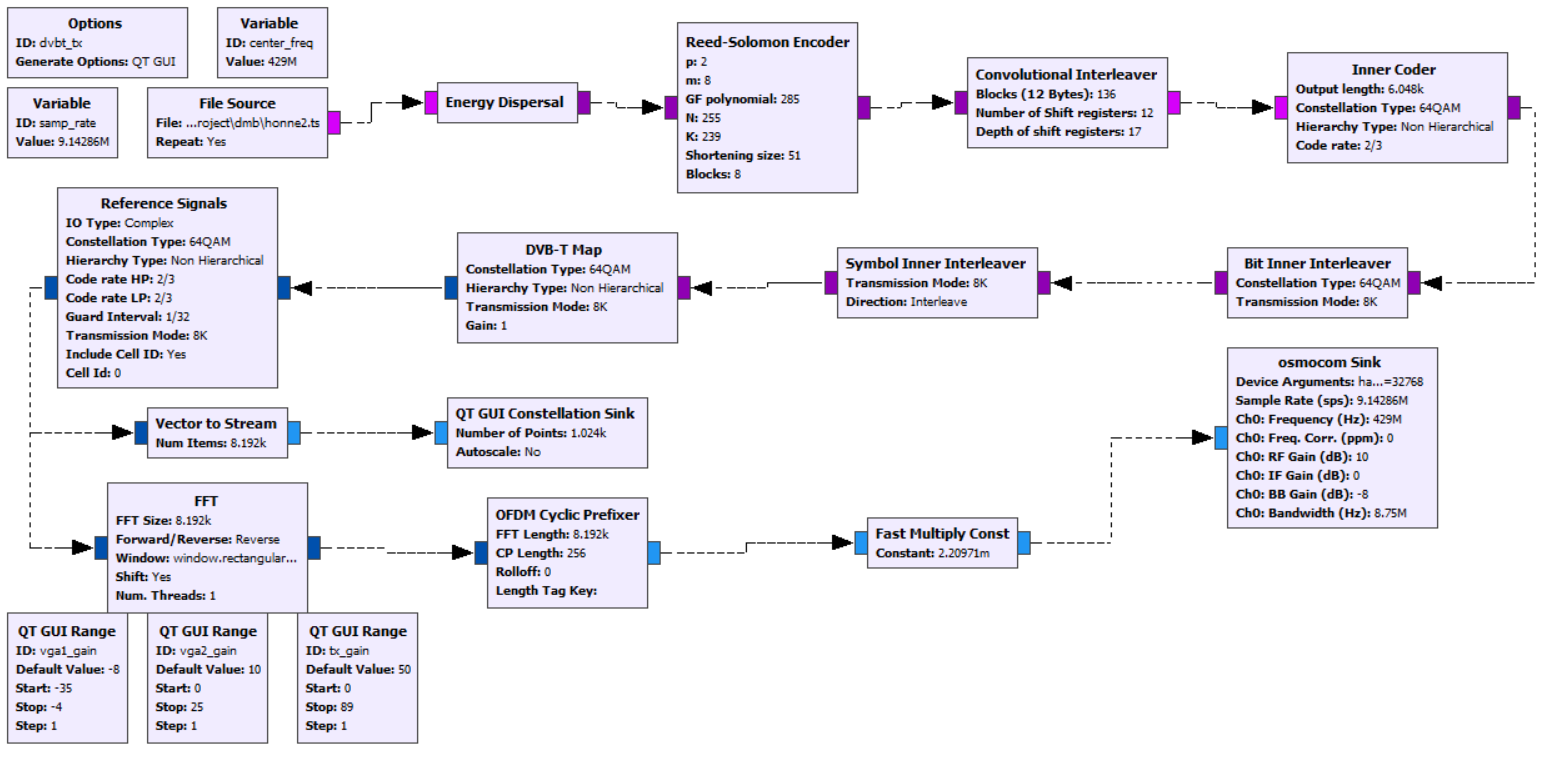 Options
ID: dvbt_tx
Generate Options: QT GUI
Variable
ID: center_freq
Value: 429M
Variable
ID: samp_rate
Value: 9.14286M
File Source
File: ...roject\dmb\honne2.ts
Repeat: Yes
Energy Dispersal
Reed-Solomon Encoder
p: 2
m: 8
GF polynomial: 285
N: 255
K: 239
Shortening size: 51
Blocks: 8
Convolutional Interleaver
Blocks (12 Bytes): 136
Number of Shift registers: 12
Depth of shift registers: 17
Inner Coder
Output length: 6.048k
Constellation Type: 64QAM
Hierarchy Type: Non Hierarchical
Code rate: 2/3
Reference Signals
IO Type: Complex
Constellation Type: 64QAM
Hierarchy Type: Non Hierarchical
Code rate HP: 2/3
Code rate LP: 2/3
Guard Interval: 1/32
Transmission Mode: 8K
Include Cell ID: Yes
Cell Id: 0
DVB-T Map
Constellation Type: 64QAM
Hierarchy Type: Non Hierarchical
Transmission Mode: 8K
Gain: 1
Symbol Inner Interleaver
Transmission Mode: 8K
Direction: Interleave
Bit Inner Interleaver
Constellation Type: 64QAM
Transmission Mode: 8K
Vector to Stream
Num Items: 8.192k
QT GUI Constellation Sink
Number of Points: 1.024k
Autoscale: No
osmocom Sink
Device Arguments: ha...=32768
Sample Rate (sps): 9.14286M
Ch0: Frequency (Hz): 429M
Ch0: Freq. Corr. (ppm): 0
Ch0: RF Gain (dB): 10
Ch0: IF Gain (dB): 0
Ch0: BB Gain (dB): -8
Ch0: Bandwidth (Hz): 8.75M
FFT
FFT Size: 8.192k
Forward/Reverse: Reverse
Window: window.rectangular...
Shift: Yes
Num. Threads: 1
OFDM Cyclic Prefixer
FFT Length: 8.192k
CP Length: 256
Rolloff: 0
Length Tag Key:
Fast Multiply Const
Constant: 2.20971m
QT GUI Range
ID: vga1_gain
Default Value: -8
Start: -35
Stop: -4
Step: 1
QT GUI Range
ID: vga2_gain
Default Value: 10
Start: 0
Stop: 25
Step: 1
QT GUI Range
ID: tx_gain
Default Value: 50
Start: 0
Stop: 89
Step: 1